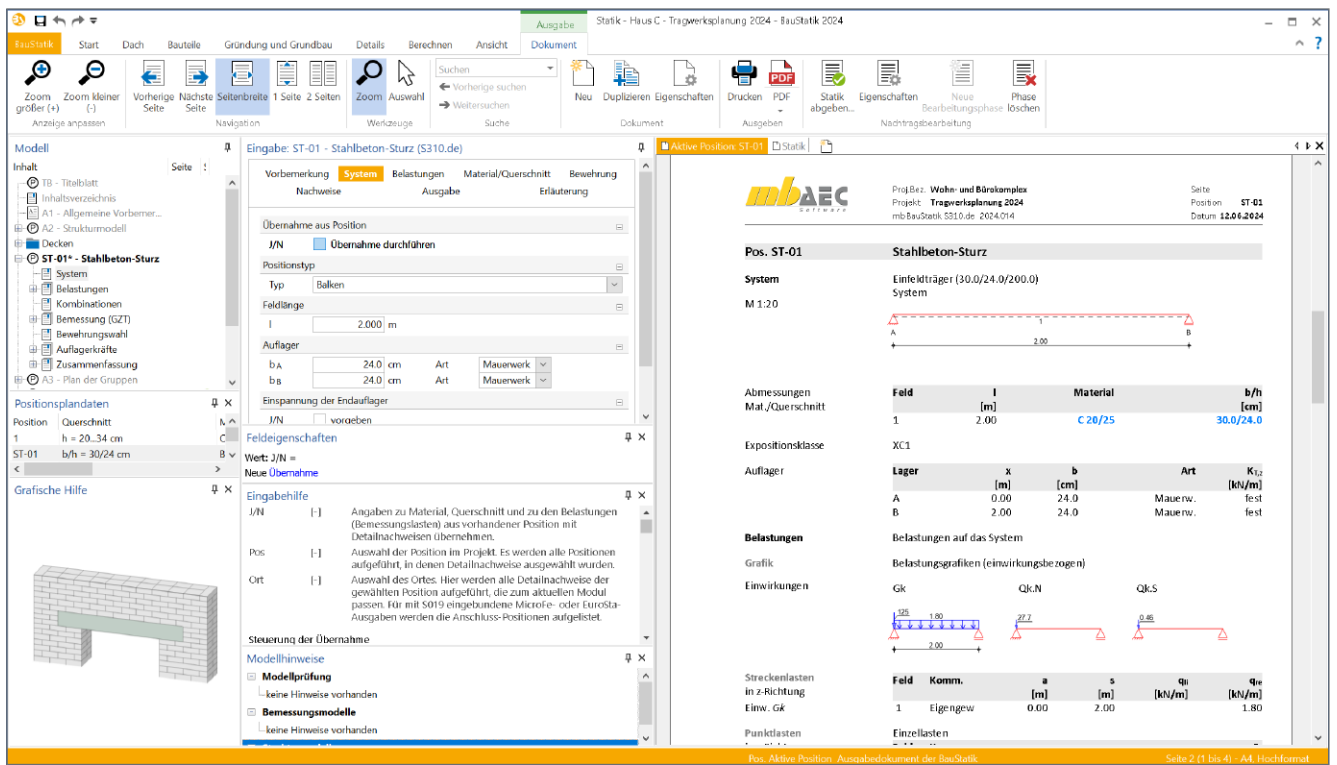 Ausgabe Statik - Haus C - Tragwerksplanung 2024 - BauStatik 2024
BauStatik Start Dach Bauteile Gründung und Grundbau Details Berechnen Ansicht Dokument
Zoom größer (+) Zoom kleiner (-) Vorherige Seite Nächste Seite Seitenbreite 1 Seite 2 Seiten Zoom Auswahl
Suchen
Vorherige suchen
Weitersuchen
Neu Duplizieren Eigenschaften Drucken PDF Statik abgeben... Eigenschaften Neue Bearbeitungsphase Phase löschen
Anzeige anpassen Navigation Werkzeuge Suche Dokument Ausgeben Nachtragsbearbeitung
Modell
Inhalt Seite
TB - Titelblatt
Inhaltsverzeichnis
A1 - Allgemeine Vorbemer...
A2 - Strukturmodell
Decken
ST-01* - Stahlbeton-Sturz
System
Belastungen
Kombinationen
Bemessung (GZT)
Bewehrungswahl
Auflagerkräfte
Zusammenfassung
A3 - Plan der Gruppen
Positionsplandaten
Position Querschnitt
1 h = 20..34 cm
ST-01 b/h = 30/24 cm B
Grafische Hilfe
Eingabe: ST-01 - Stahlbeton-Sturz (S310.de)
Vorbemerkung System Belastungen Material/Querschnitt Bewehrung
Nachweise Ausgabe Erläuterung
Übernahme aus Position
J/N Übernahme durchführen
Positionstyp
Typ Balken
Feldlänge
l 2.000 m
Auflager
b A 24.0 cm Art Mauerwerk
b B 24.0 cm Art Mauerwerk
Einspannung der Endauflager
J/N vorgeben
Feldeigenschaften
Wert: J/N =
Neue Übernahme
Eingabehilfe
J/N [-] Angaben zu Material, Querschnitt und zu den Belastungen
(Bemessungslasten) aus vorhandener Position mit
Detailnachweisen übernehmen.
Pos [-] Auswahl der Position im Projekt. Es werden alle Positionen
aufgeführt, in denen Detailnachweise ausgewählt wurden.
Ort [-] Auswahl des Ortes. Hier werden alle Detailnachweise der
gewählten Position aufgeführt, die zum aktuellen Modul
passen. Für mit S019 eingebundene MicroFe- oder EuroSta-
Ausgaben werden die Anschluss-Positionen aufgelistet.
Steuerung der Übernahme
Modellhinweise
Modellprüfung
keine Hinweise vorhanden
Bemessungsmodelle
keine Hinweise vorhanden
Aktive Position: ST-01 Statik
mb AEC Software
Proj.Bez. Wohn- und Bürokomplex Seite
Projekt Tragwerksplanung 2024 Position ST-01
mb BauStatik S310.de 2024.014 Datum 12.06.2024
Pos. ST-01 Stahlbeton-Sturz
System Einfeldträger (30.0/24.0/200.0)
System
M 1:20
1
A B
2.00
Abmessungen Feld l Material b/h
Mat./Querschnitt [m] [cm]
1 2.00 C 20/25 30.0/24.0
Expositionsklasse XC1
Auflager Lager x b Art KT,z
[m] [cm] [kN/m]
A 0.00 24.0 Mauerw. fest
B 2.00 24.0 Mauerw. fest
Belastungen Belastungen auf das System
Grafik Belastungsgrafiken (einwirkungsbezogen)
Einwirkungen Gk Qk.N Qk.S
125 1.80 27.7 0.46
2.00
Streckenlasten Feld Komm. a s qli qre
in z-Richtung [m] [m] [kN/m] [kN/m]
Einw. Gk 1 Eigengew 0.00 2.00 1.80
Punktlasten Einzellasten
Pos. Aktive Position Ausgabedokument der BauStatik Seite 2 (1 bis 4) - A4, Hochformat